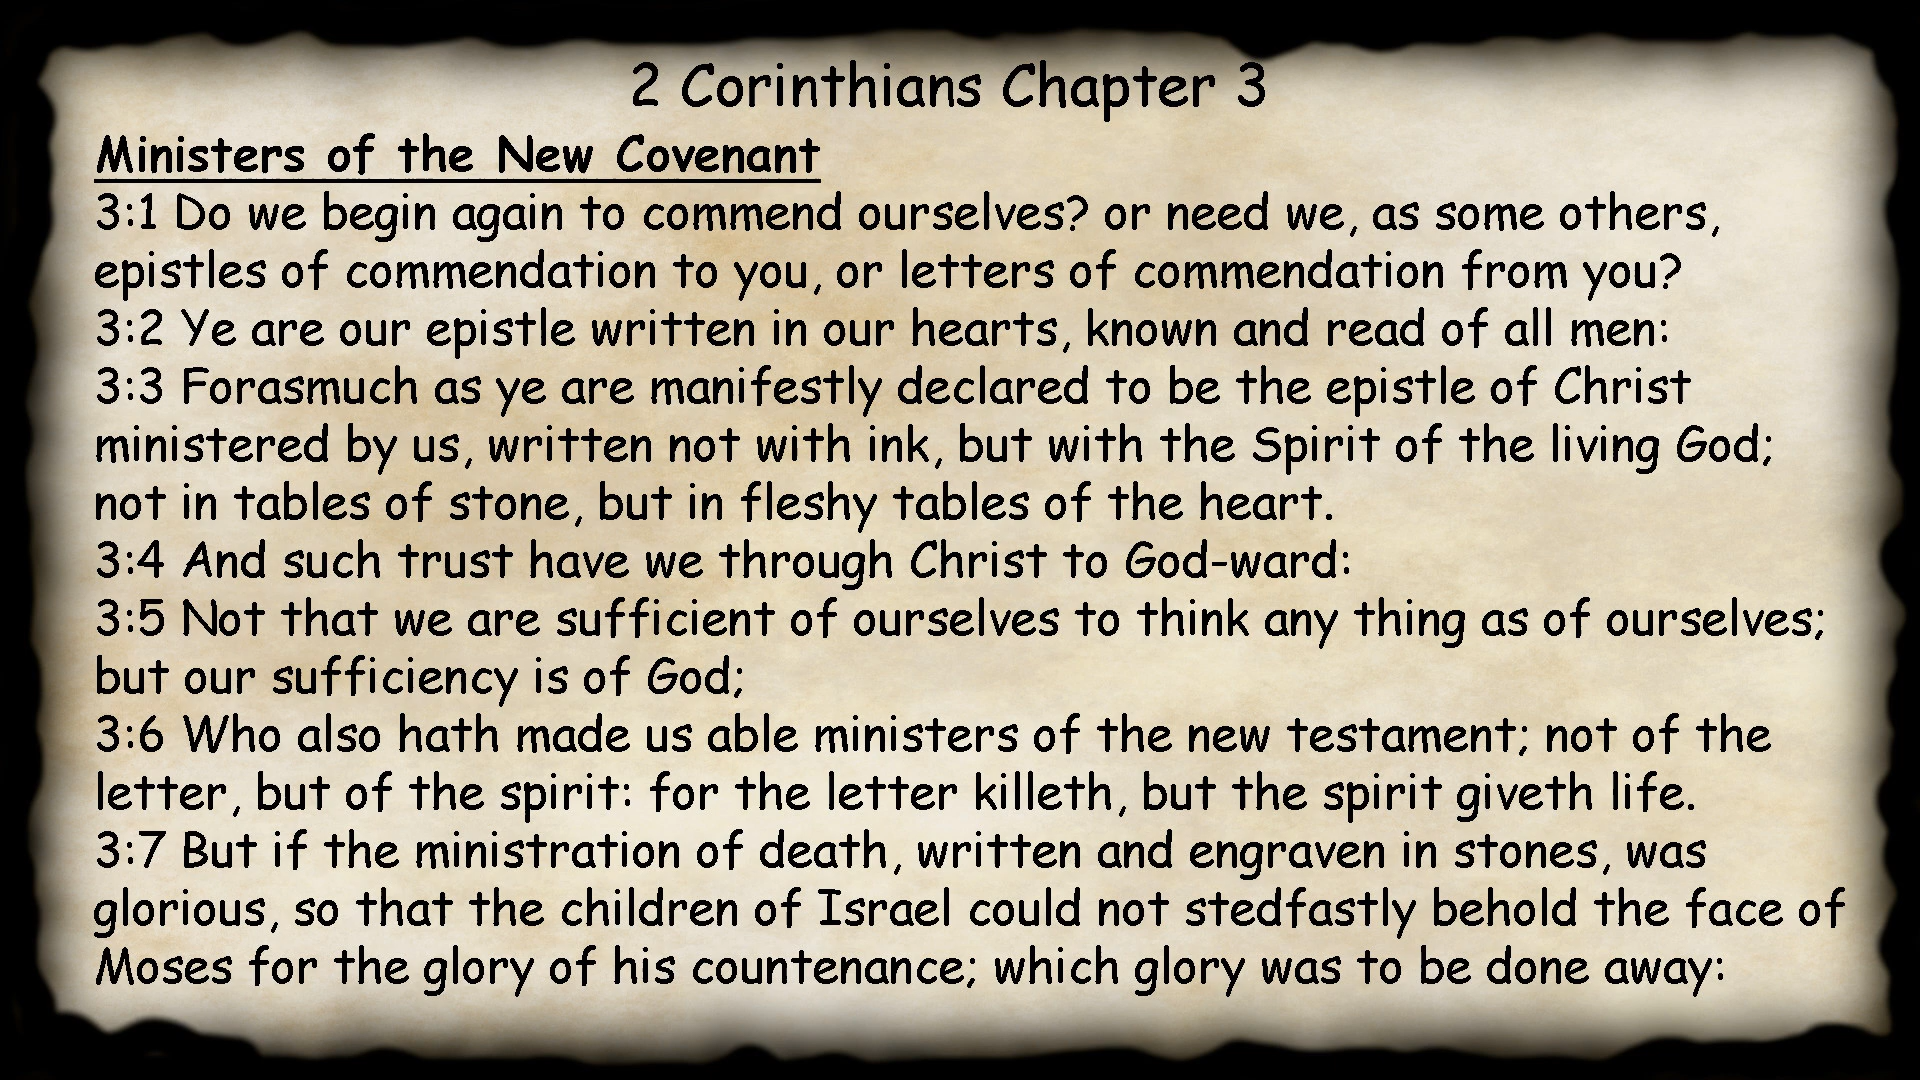 2 Corinthians Chapter 3
Ministers of the New Covenant
3:1 Do we begin again to commend ourselves? or need we, as some others,
epistles of commendation to you, or letters of commendation from you?
3:2 Ye are our epistle written in our hearts, known and read of all men:
3:3 Forasmuch as ye are manifestly declared to be the epistle of Christ
ministered by us, written not with ink, but with the Spirit of the living God;
not in tables of stone, but in fleshy tables of the heart.
3:4 And such trust have we through Christ to God-ward:
3:5 Not that we are sufficient of ourselves to think any thing as of ourselves;
but our sufficiency is of God;
3:6 Who also hath made us able ministers of the new testament; not of the
letter, but of the spirit: for the letter killeth, but the spirit giveth life.
3:7 But if the ministration of death, written and engraven in stones, was
glorious, so that the children of Israel could not stedfastly behold the face of
Moses for the glory of his countenance; which glory was to be done away: